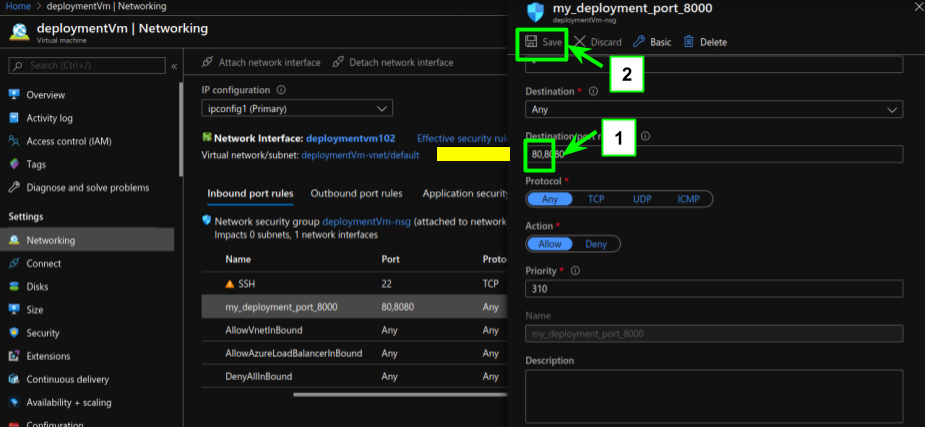 Home > deploymentVm | Networking
deploymentVm | Networking
Virtual machine
Search (Ctrl+/)
«
Overview
Activity log
Access control (IAM)
Tags
Diagnose and solve problems
Settings
Networking
Connect
Disks
Size
Security
Extensions
Continuous delivery
Availability + scaling
Configuration
Attach network interface Detach network interface
IP configuration
ipconfig1 (Primary)
Network Interface: deploymentvm102 Effective security
Virtual network/subnet: deploymentVm-vnet/default
Inbound port rules Outbound port rules Application security
Network security group deploymentVm-nsg (attached to network
Impacts 0 subnets, 1 network interfaces
Name Port
SSH 22 TCP
my_deployment_port_8000 80,8080 Any
AllowVnetInBound Any Any
AllowAzureLoadBalancerInBound Any Any
DenyAllInBound Any Any
my_deployment_port_8000
deploymentVm-nsg
Save Discard Basic Delete
2
Destination *
Any
Destination port
1
80,8080
Protocol *
Any TCP UDP ICMP
Action *
Allow Deny
Priority *
310
Name
my_deployment_port_8000
Description